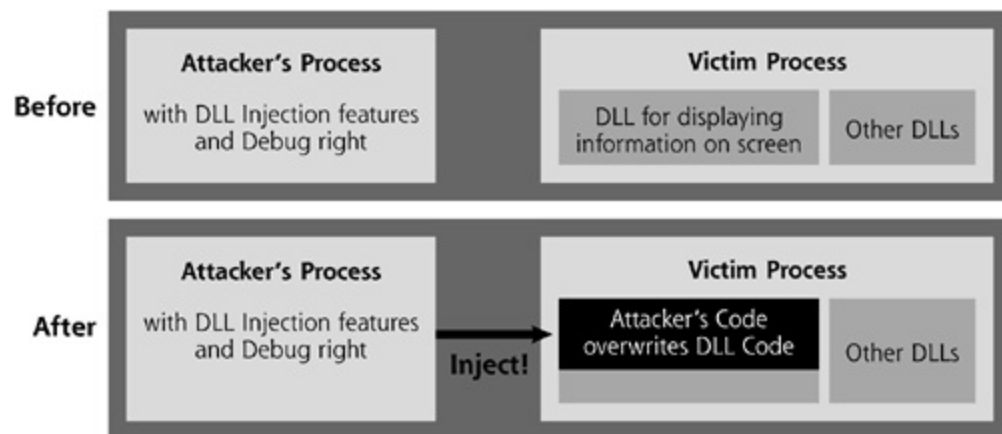 Before
Attacker's Process
with DLL Injection features
and Debug right
Victim Process
DLL for displaying
information on screen
Other DLLs
After
Attacker's Process
with DLL Injection features
and Debug right
Inject!
Victim Process
Attacker's Code
overwrites DLL Code
Other DLLs